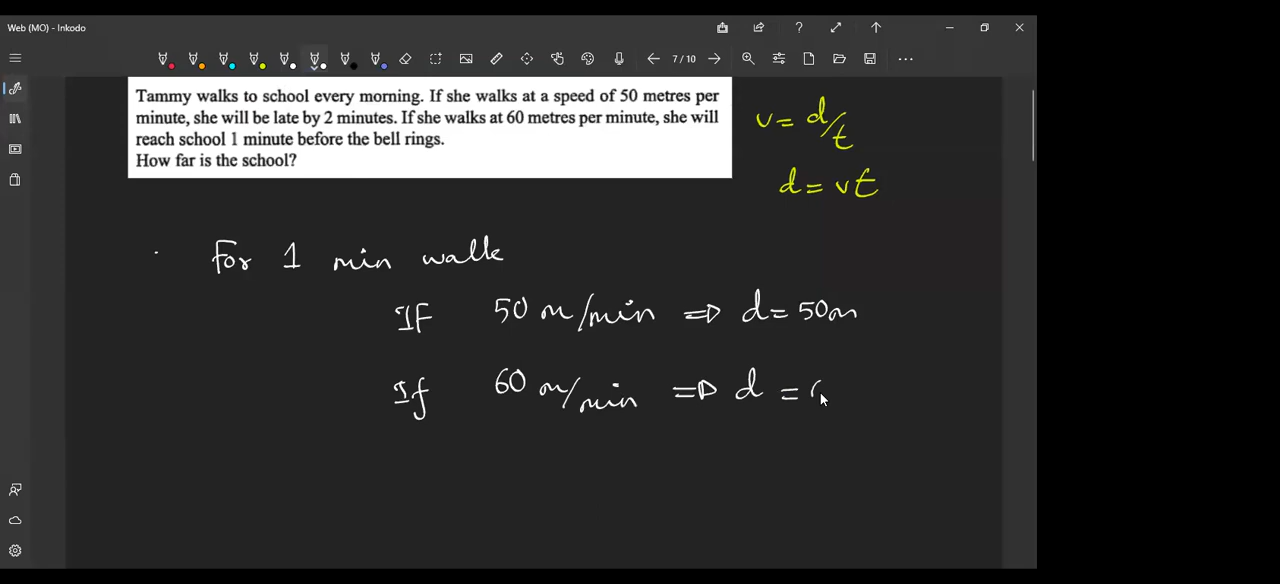 Web (MO) - Inkodo
7 / 10
Tammy walks to school every morning. If she walks at a speed of 50 metres per
minute, she will be late by 2 minutes. If she walks at 60 metres per minute, she will
reach school 1 minute before the bell rings.
How far is the school?
v = d/t
d = vt
For 1 min walk
If 50 m/min ⇒ d = 50m
If 60 m/min ⇒ d =